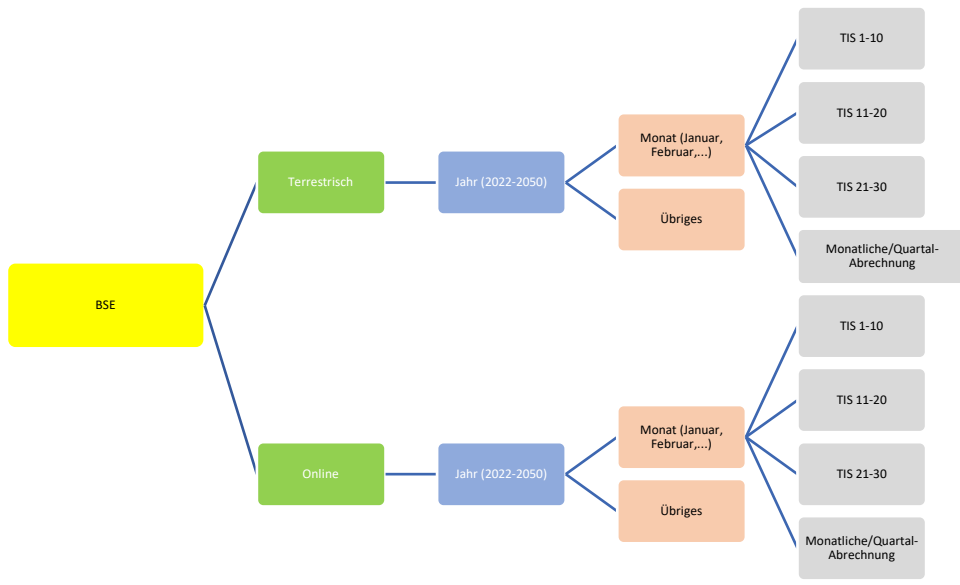 BSE
Terrestrisch
Jahr (2022-2050)
Monat (Januar,
Februar,...)
TIS 1-10
TIS 11-20
TIS 21-30
Monatliche/Quartal-
Abrechnung
Übriges
Online
Jahr (2022-2050)
Monat (Januar,
Februar,...)
TIS 1-10
TIS 11-20
TIS 21-30
Monatliche/Quartal-
Abrechnung
Übriges